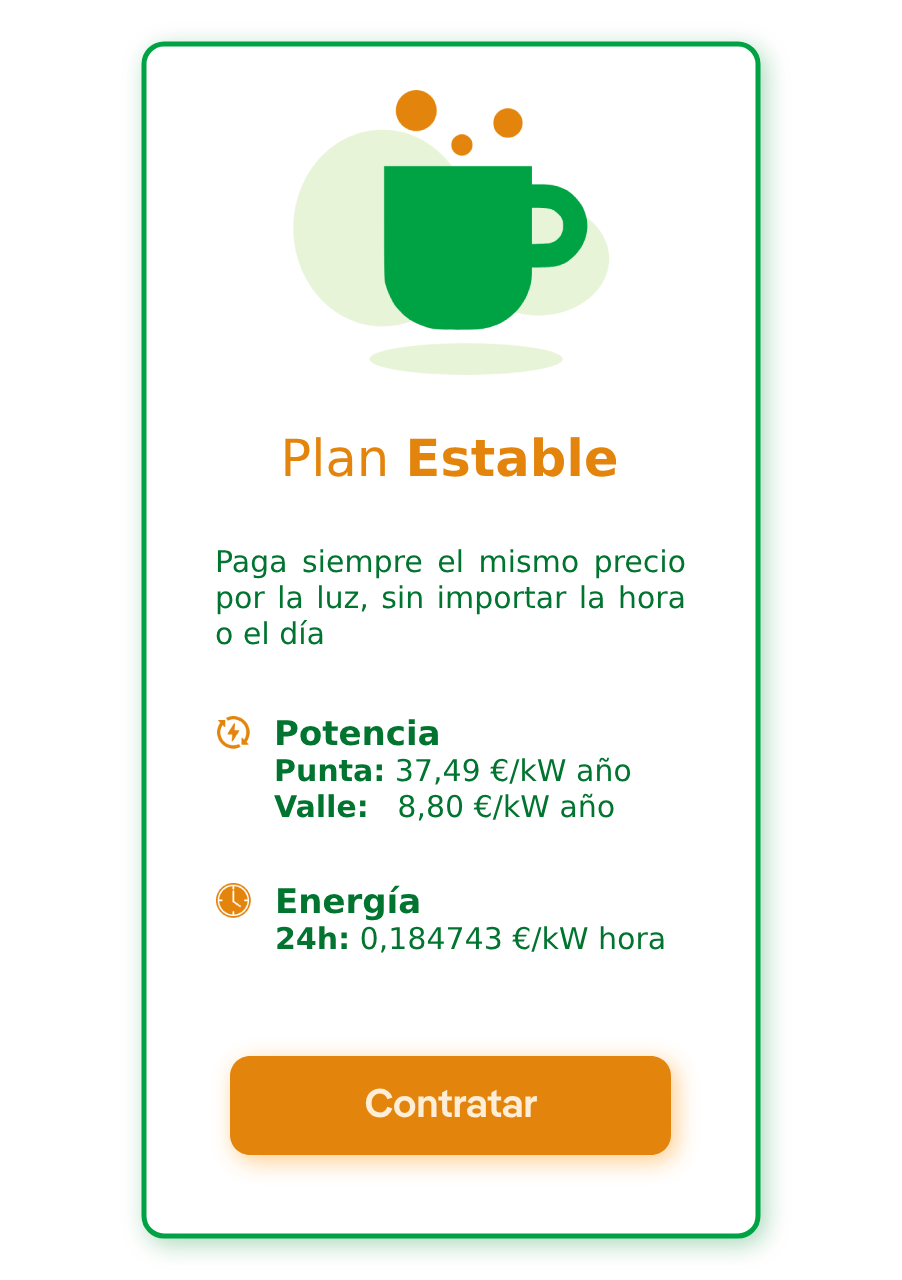 Plan Estable
Paga siempre el mismo precio
por la luz, sin importar la hora
o el día
Potencia
Punta: 37,49 €/kW año
Valle: 8,80 €/kW año
Energía
24h: 0,184743 €/kW hora
Contratar